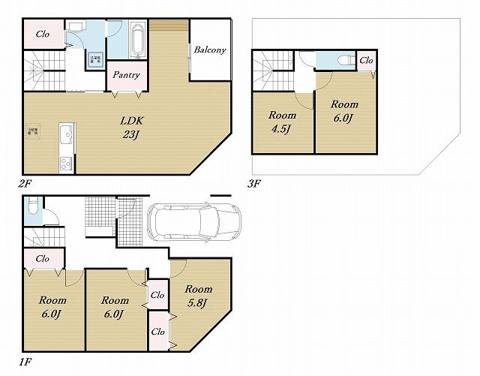 Clo
Balcony
Pantry
LDK
23J
2F
Clo
Room
4.5J
Room
6.0J
3F
Clo
Room
6.0J
Room
6.0J
Clo
Clo
Room
5.8J
1F